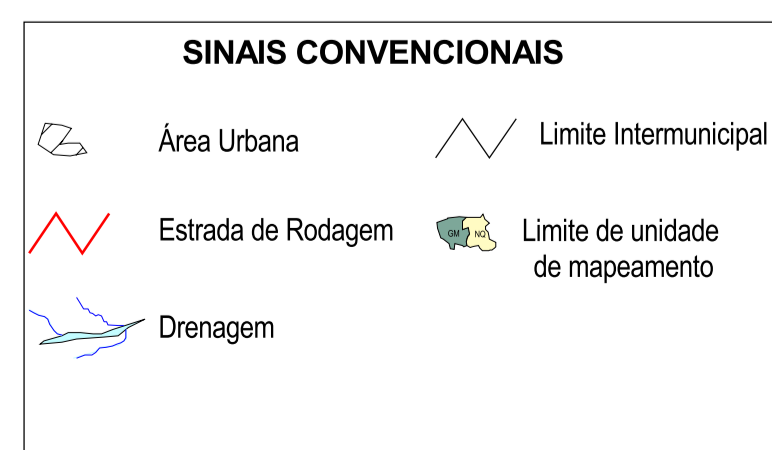 SINAIS CONVENCIONAIS
Área Urbana
Limite Intermunicipal
Estrada de Rodagem
GM NQ
Limite de unidade
de mapeamento
Drenagem